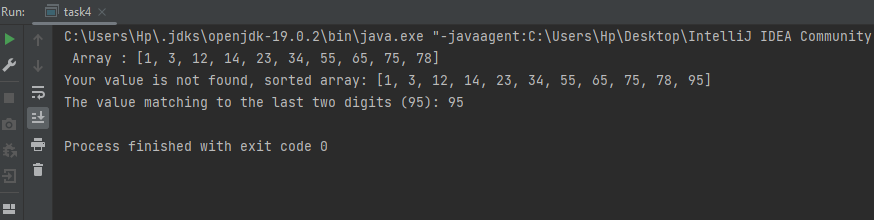 Run: task4 ×
C:\Users\Hp\.jdks\openjdk-19.0.2\bin\java.exe "-javaagent:C:\Users\Hp\Desktop\IntelliJ IDEA Community
Array : [1, 3, 12, 14, 23, 34, 55, 65, 75, 78]
Your value is not found, sorted array: [1, 3, 12, 14, 23, 34, 55, 65, 75, 78, 95]
The value matching to the last two digits (95): 95
Process finished with exit code 0